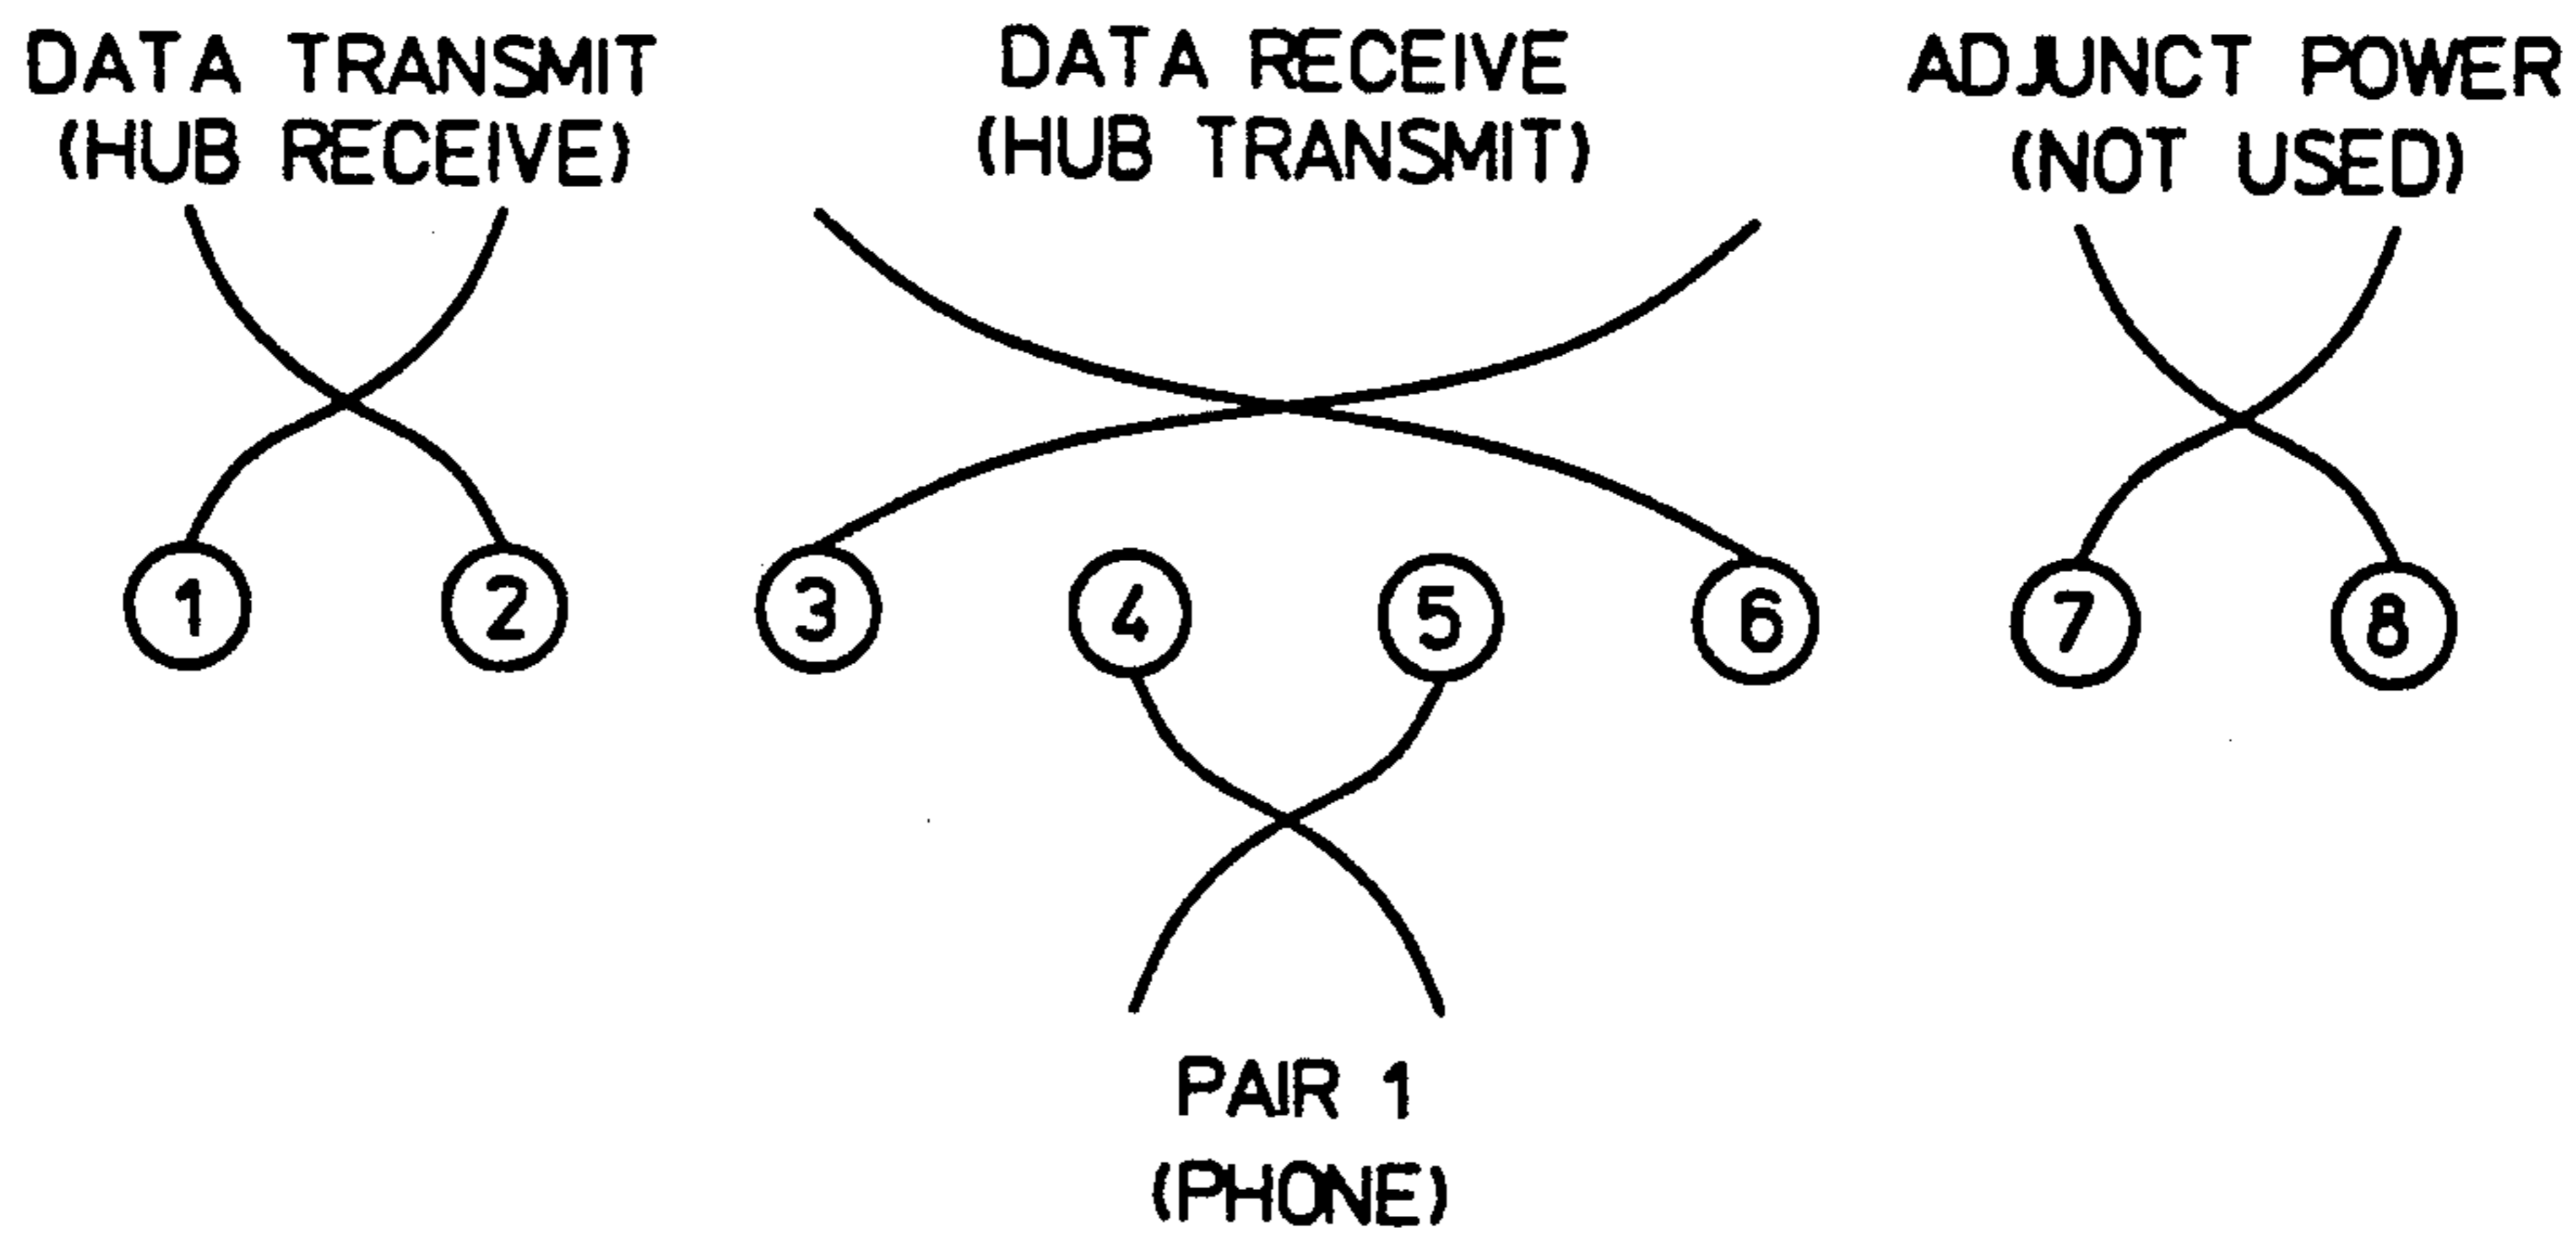 DATA TRANSMIT
(HUB RECEIVE)
DATA RECEIVE
(HUB TRANSMIT)
ADJUNCT POWER
(NOT USED)
1 2 3 4 5 6 7 8
PAIR 1
(PHONE)